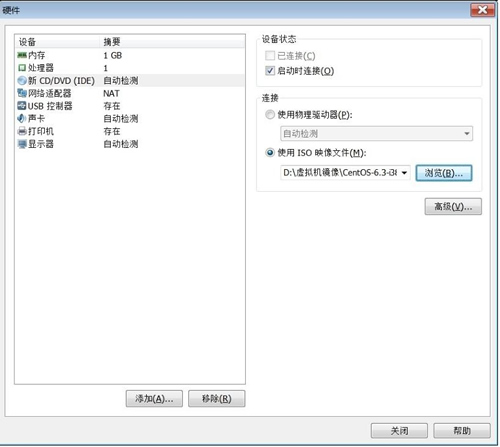 硬件
设备 摘要
内存 1 GB
处理器 1
新 CD/DVD (IDE) 自动检测
网络适配器 NAT
USB 控制器 存在
声卡 自动检测
打印机 存在
显示器 自动检测
添加(A)... 移除(R)
设备状态
已连接(C)
启动时连接(O)
连接
使用物理驱动器(P):
自动检测
使用 ISO 映像文件(M):
D:\虚拟机镜像\CentOS-6.3-i38 浏览(B)...
高级(V)...
关闭 帮助